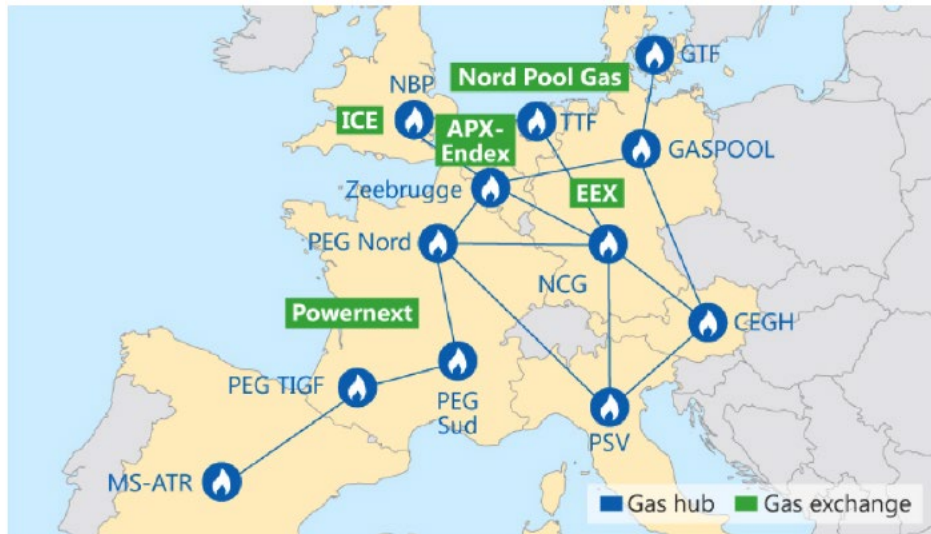 GTF
Nord Pool Gas
NBP
ICE
APX-
Endex
TTF
GASPOOL
Zeebrugge
EEX
PEG Nord
NCG
Powernext
CEGH
PEG TIGF
PEG
Sud
PSV
MS-ATR
Gas hub
Gas exchange